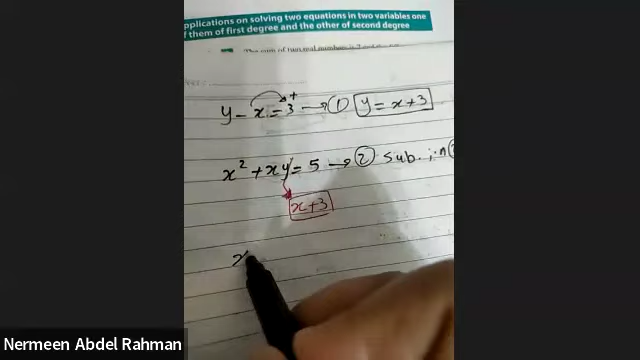 pplications on solving two equations in two variables one
f them of first degree and the other of second degree
y - x = 3 + → ① y = x+3
x² + xy = 5 → ② sub. in
x+3
x
Nermeen Abdel Rahman